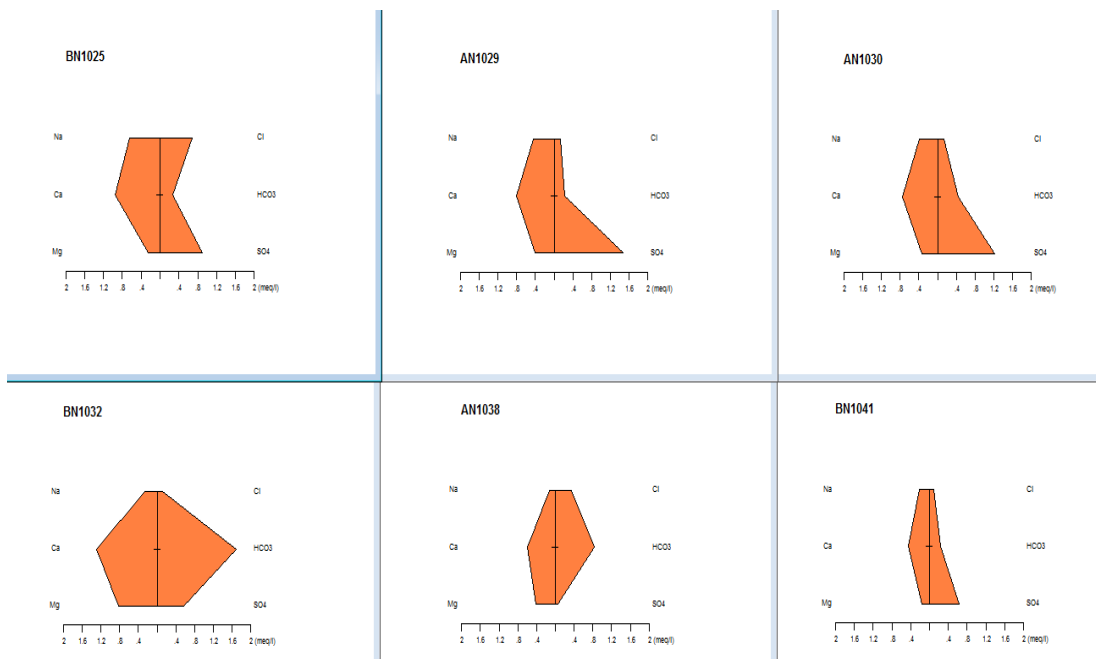 BN1025
Na Cl
Ca HCO3
Mg SO4
2 1.6 1.2 .8 .4 .4 .8 1.2 1.6 2 (meq/l)
AN1029
Na Cl
Ca HCO3
Mg SO4
2 1.6 1.2 .8 .4 .4 .8 1.2 1.6 2 (meq/l)
AN1030
Na Cl
Ca HCO3
Mg SO4
2 1.6 1.2 .8 .4 .4 .8 1.2 1.6 2 (meq/l)
BN1032
Na Cl
Ca HCO3
Mg SO4
2 1.6 1.2 .8 .4 .4 .8 1.2 1.6 2 (meq/l)
AN1038
Na Cl
Ca HCO3
Mg SO4
2 1.6 1.2 .8 .4 .4 .8 1.2 1.6 2 (meq/l)
BN1041
Na Cl
Ca HCO3
Mg SO4
2 1.6 1.2 .8 .4 .4 .8 1.2 1.6 2 (meq/l)